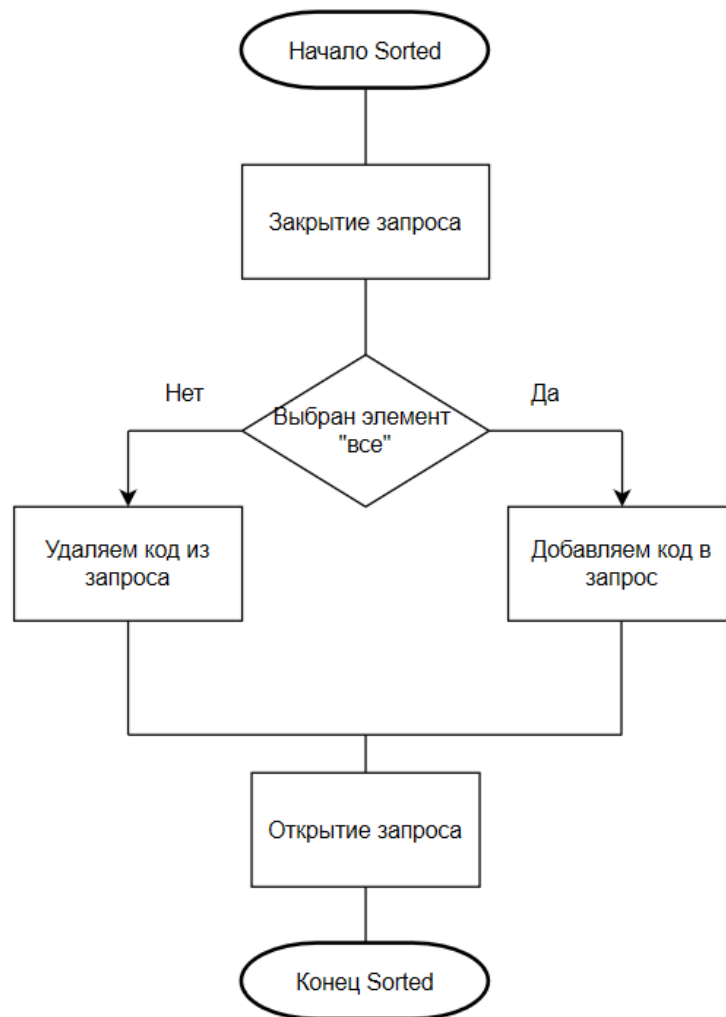 Начало Sorted
Закрытие запроса
Нет
Да
Выбран элемент
"все"
Удаляем код из
запроса
Добавляем код в
запрос
Открытие запроса
Конец Sorted